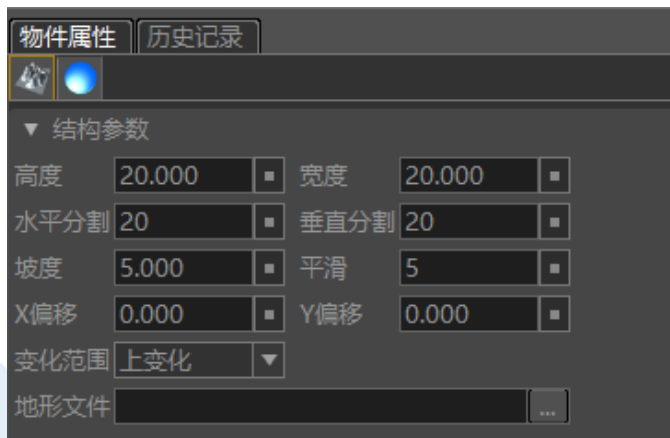 物件属性 历史记录
▼ 结构参数
高度 20.000 宽度 20.000
水平分割 20 垂直分割 20
坡度 5.000 平滑 5
X偏移 0.000 Y偏移 0.000
变化范围 上变化 ▼
地形文件 ...